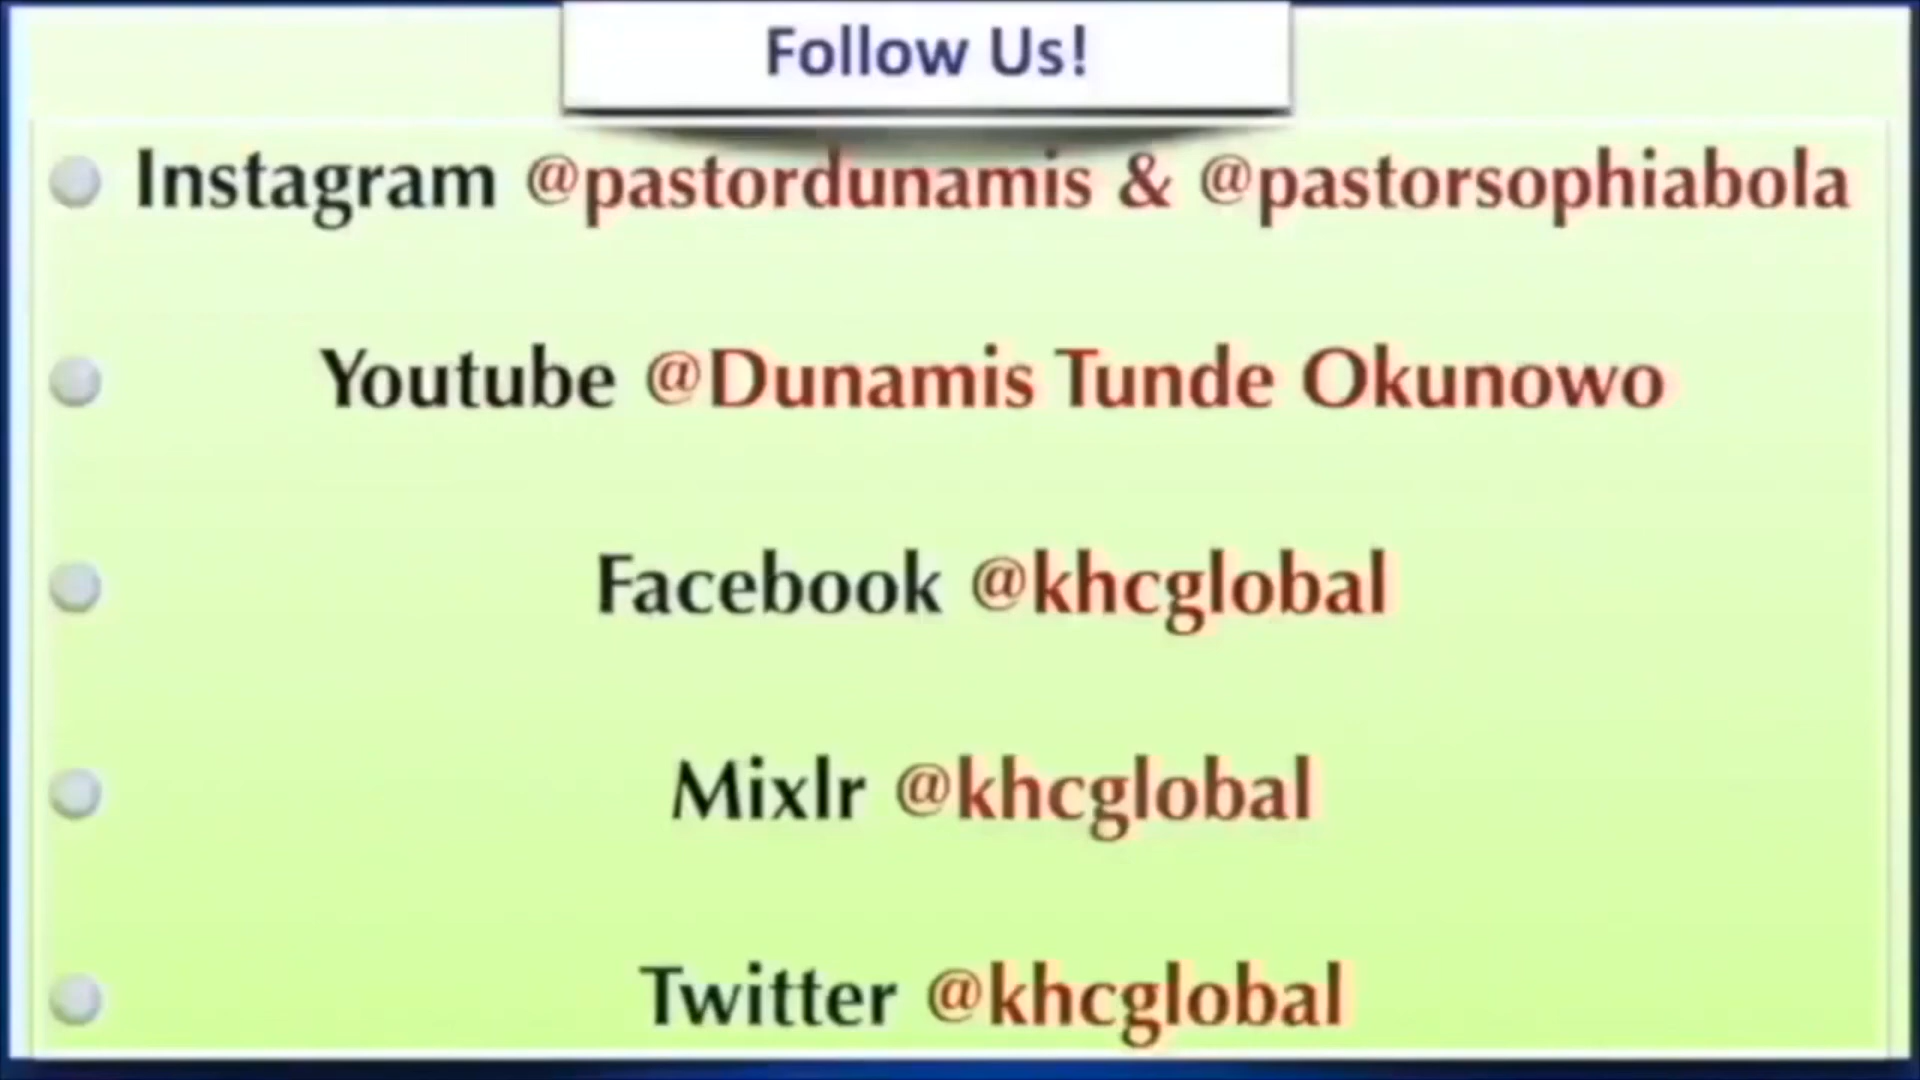 Follow Us!
Instagram @pastordunamis & @pastorsophiabola
Youtube @Dunamis Tunde Okunowo
Facebook @khcglobal
Mixlr @khcglobal
Twitter @khcglobal